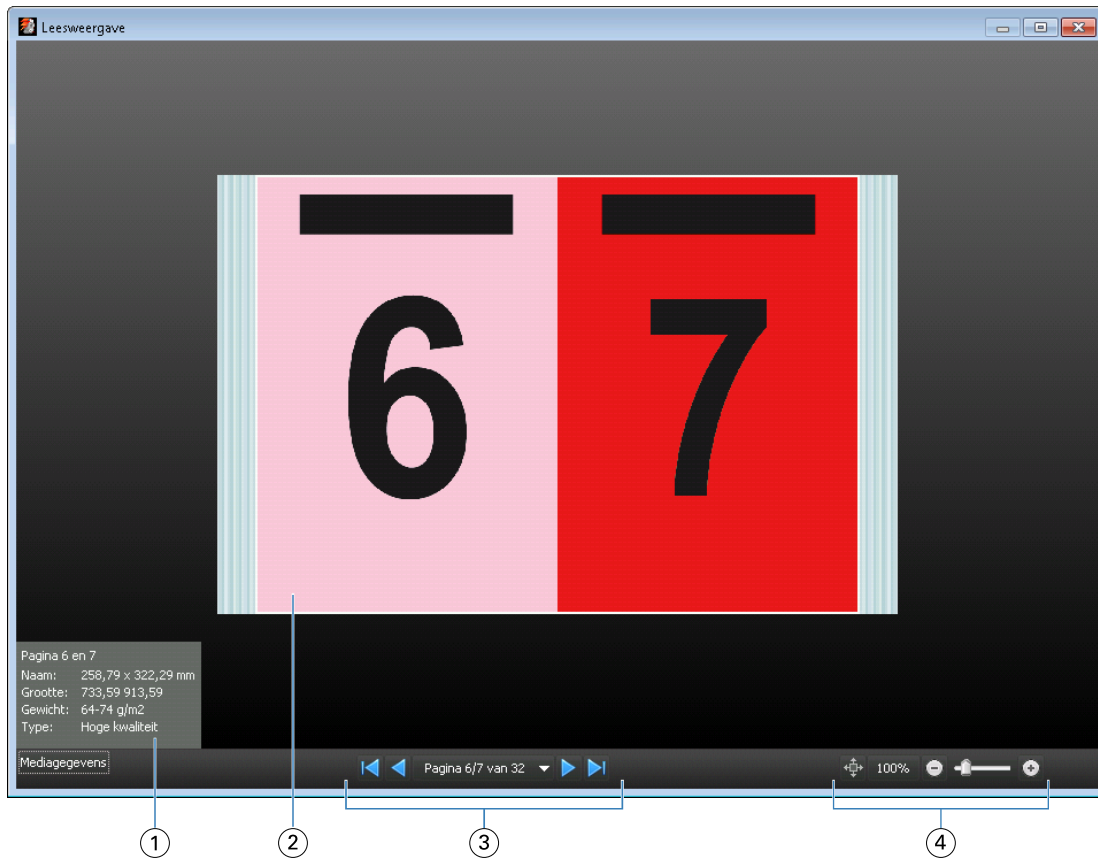 Leesweergave
6
7
Pagina 6 en 7
Naam: 258,79 x 322,29 mm
Grootte: 733,59 913,59
Gewicht: 64-74 g/m2
Type: Hoge kwaliteit
Mediagegevens
Pagina 6/7 van 32
100%
1
2
3
4